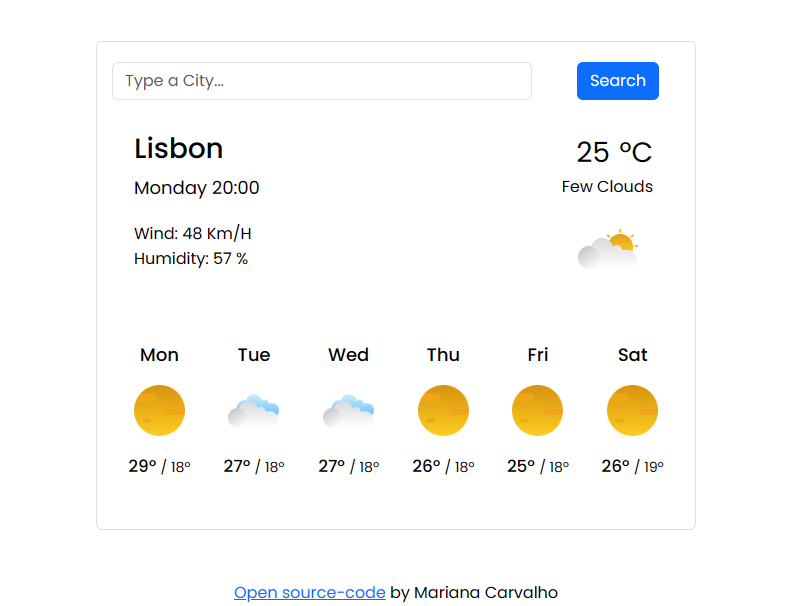 Type a City...
Search
Lisbon
25 ºC
Monday 20:00
Few Clouds
Wind: 48 Km/H
Humidity: 57 %
Mon Tue Wed Thu Fri Sat
29º / 18º 27º / 18º 27º / 18º 26º / 18º 25º / 18º 26º / 19º
Open source-code by Mariana Carvalho